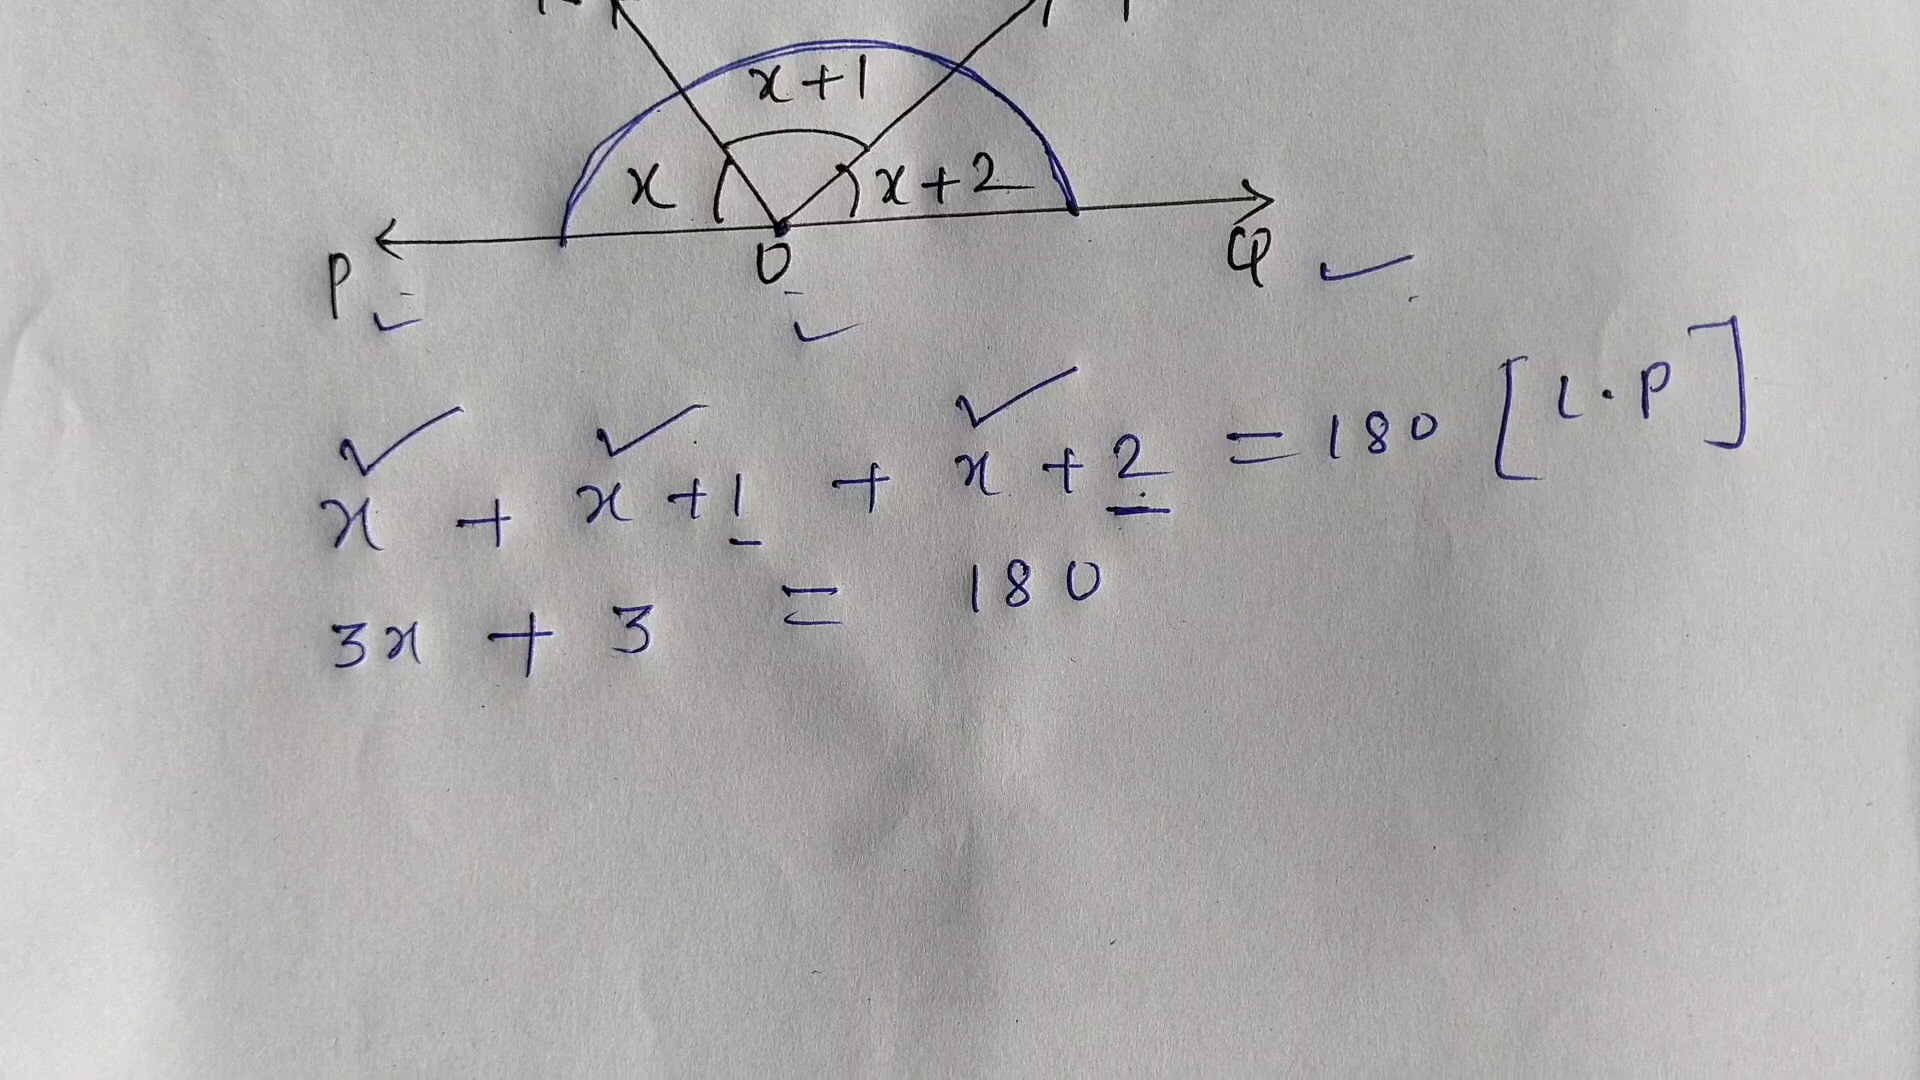 x+1
x
x+2
P
O
Q
x + x+1 + x+2 = 180 [L.P]
3x + 3 = 180